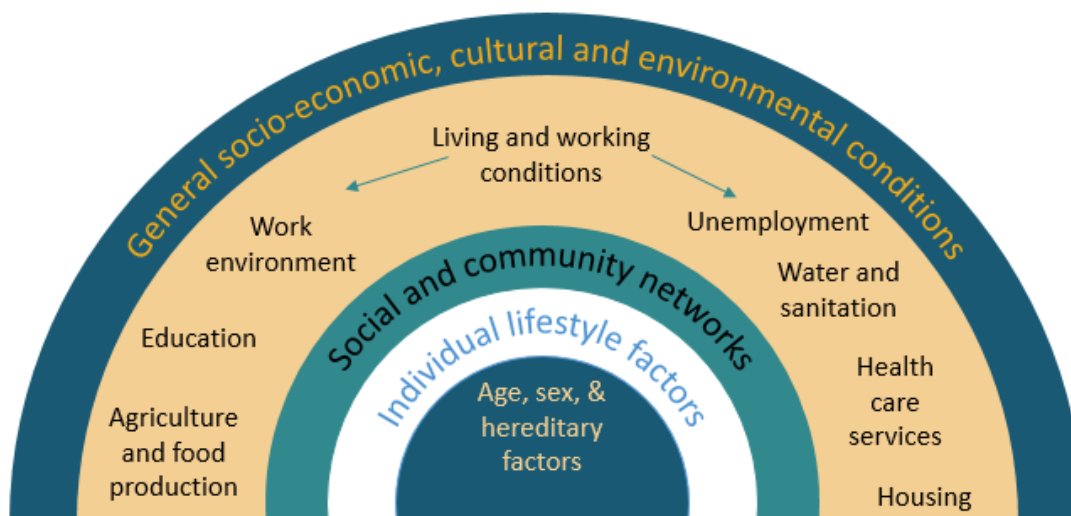 General socio-economic, cultural and environmental conditions
Living and working
conditions
Work
environment
Unemployment
Education
Water and
sanitation
Agriculture
and food
production
Health
care
services
Housing
Social and community networks
Individual lifestyle factors
Age, sex, &
hereditary
factors